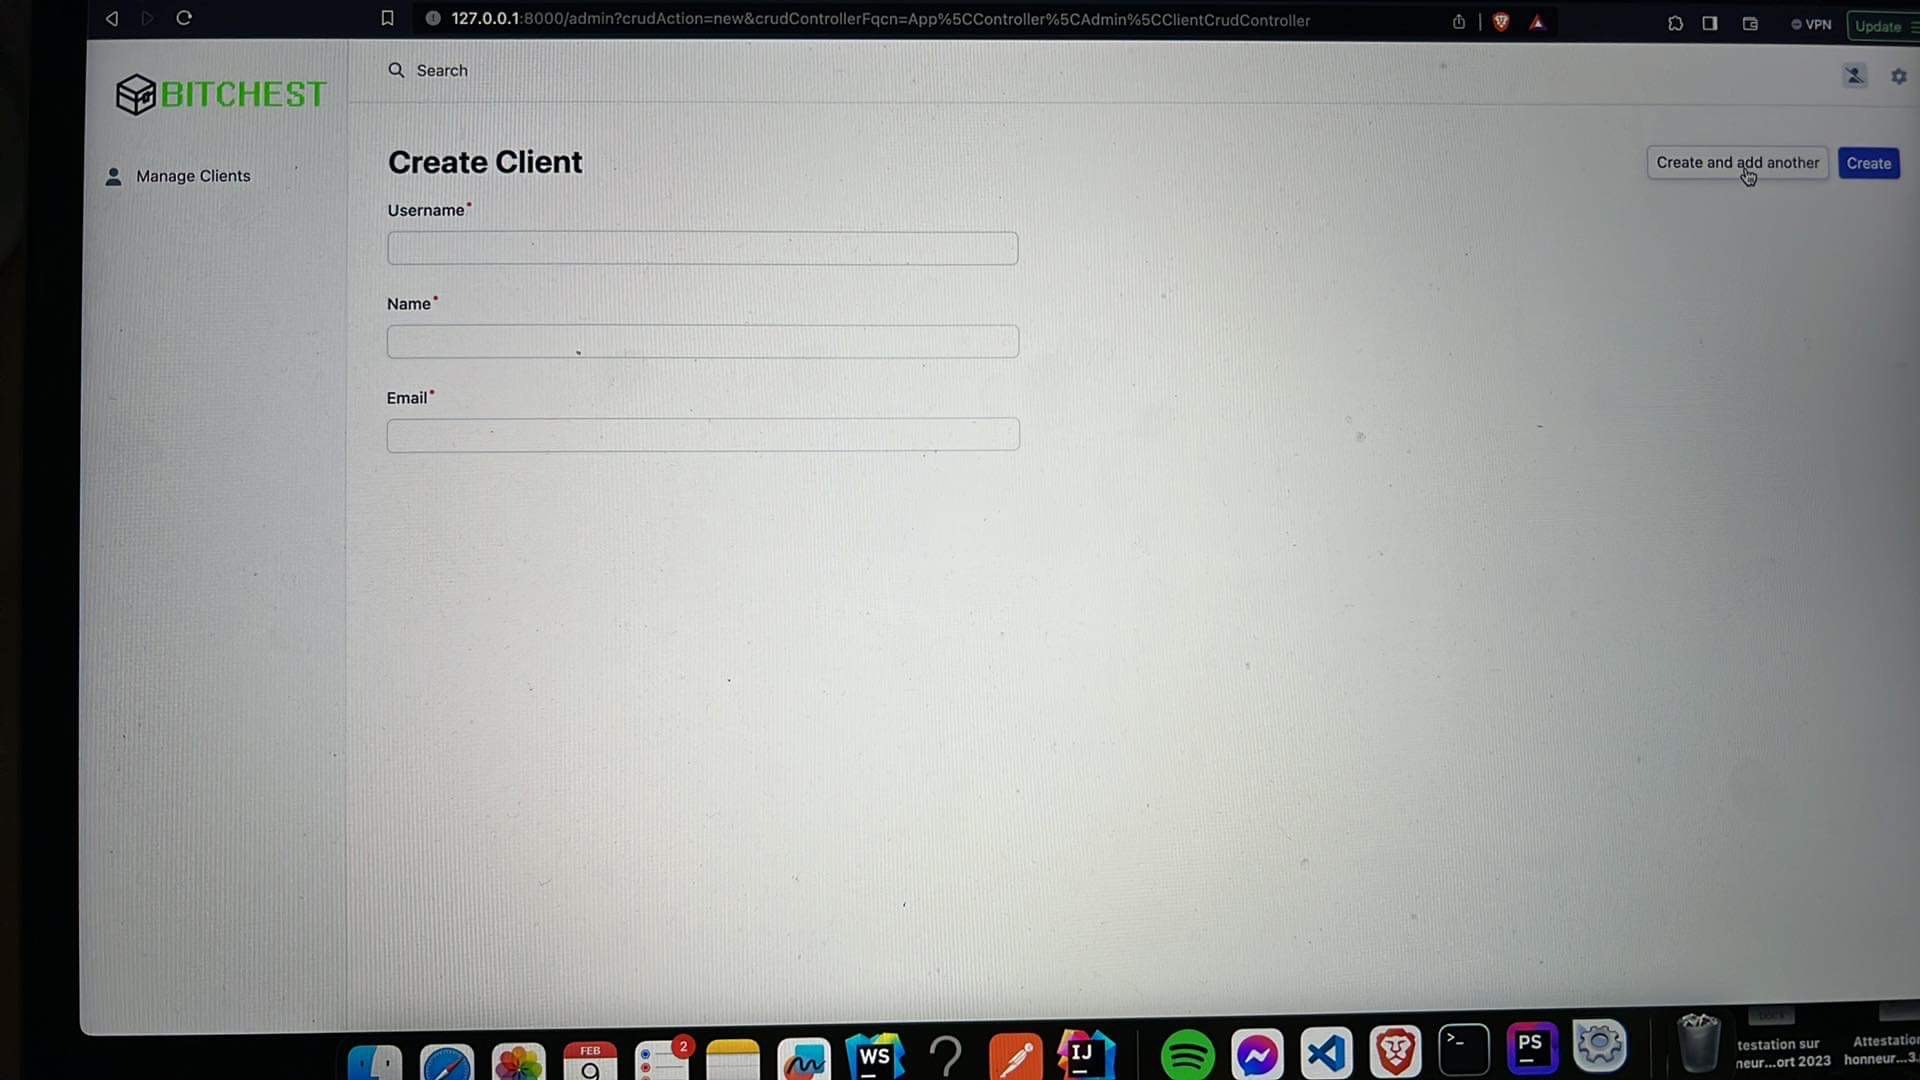 127.0.0.1:8000/admin?crudAction=new&crudControllerFqcn=App%5CController%5CAdmin%5CClientCrudController
VPN
Update
BITCHEST
Search
Manage Clients
Create Client
Create and add another
Create
Username*
Name*
Email*
FEB
9
2
WS
IJ
>_
PS
testation sur
neur...ort 2023
Attestation
honneur...3.